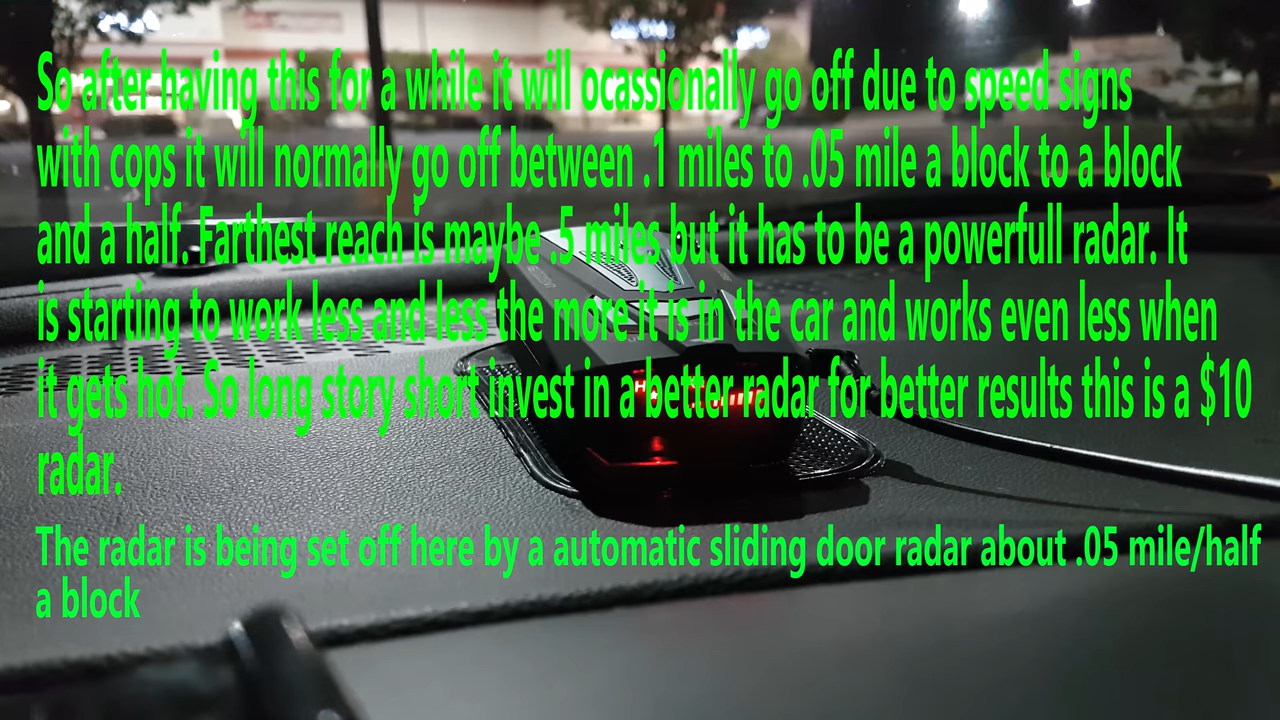 So after having this for a while it will ocassionally go off due to speed signs
with cops it will normally go off between .1 miles to .05 mile a block to a block
and a half. Farthest reach is maybe .5 miles but it has to be a powerfull radar. It
is starting to work less and less the more it is in the car and works even less when
it gets hot. So long story short invest in a better radar for better results this is a $10
radar.
The radar is being set off here by a automatic sliding door radar about .05 mile/half
a block